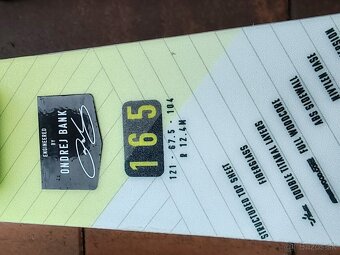 ENGINEERED
BY
ONDREJ BANK
165
121 - 67.5 - 104
R 12.4M
STRUCTURED TOP SHEET
FIBERGLASS
DOUBLE TITANAL LAYERS
FULL WOODCORE
ABS SIDEWALL